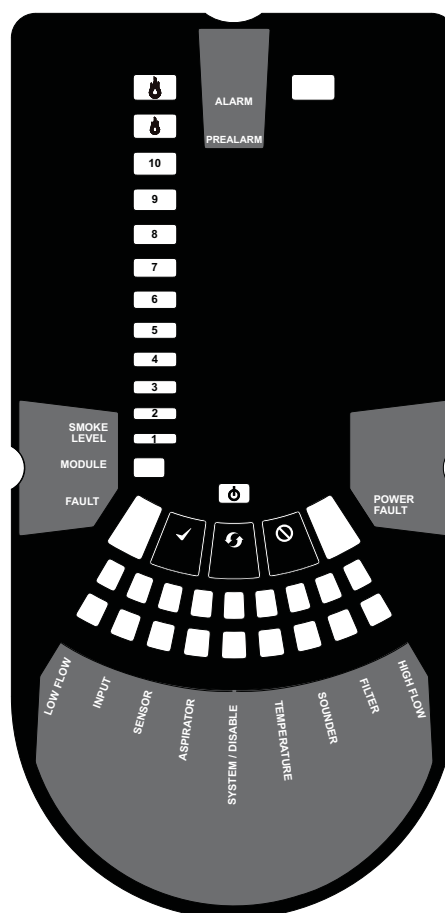 ALARM
PREALARM
10
9
8
7
6
5
4
3
2
1
SMOKE
LEVEL
MODULE
FAULT
POWER
FAULT
LOW FLOW
INPUT
SENSOR
ASPIRATOR
SYSTEM / DISABLE
TEMPERATURE
SOUNDER
FILTER
HIGH FLOW